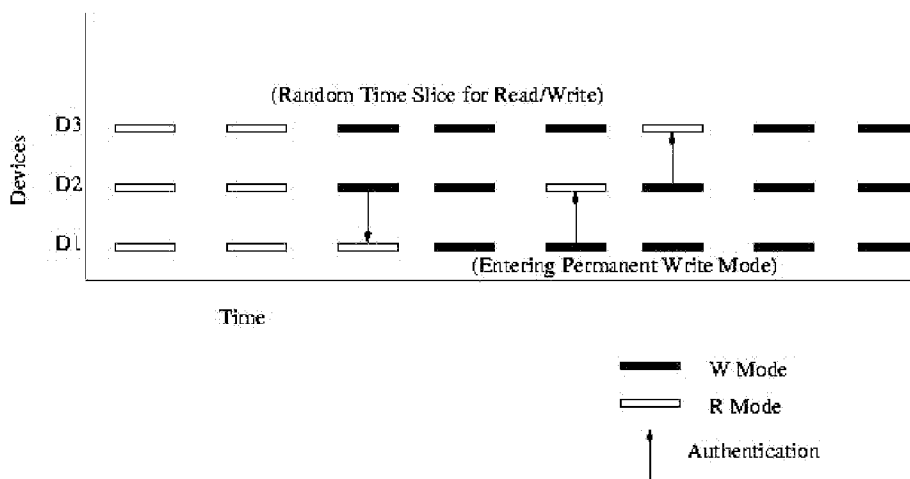 (Random Time Slice for Read/Write)
D3
Devices
D2
D1
(Entering Permanent Write Mode)
Time
W Mode
R Mode
Authentication